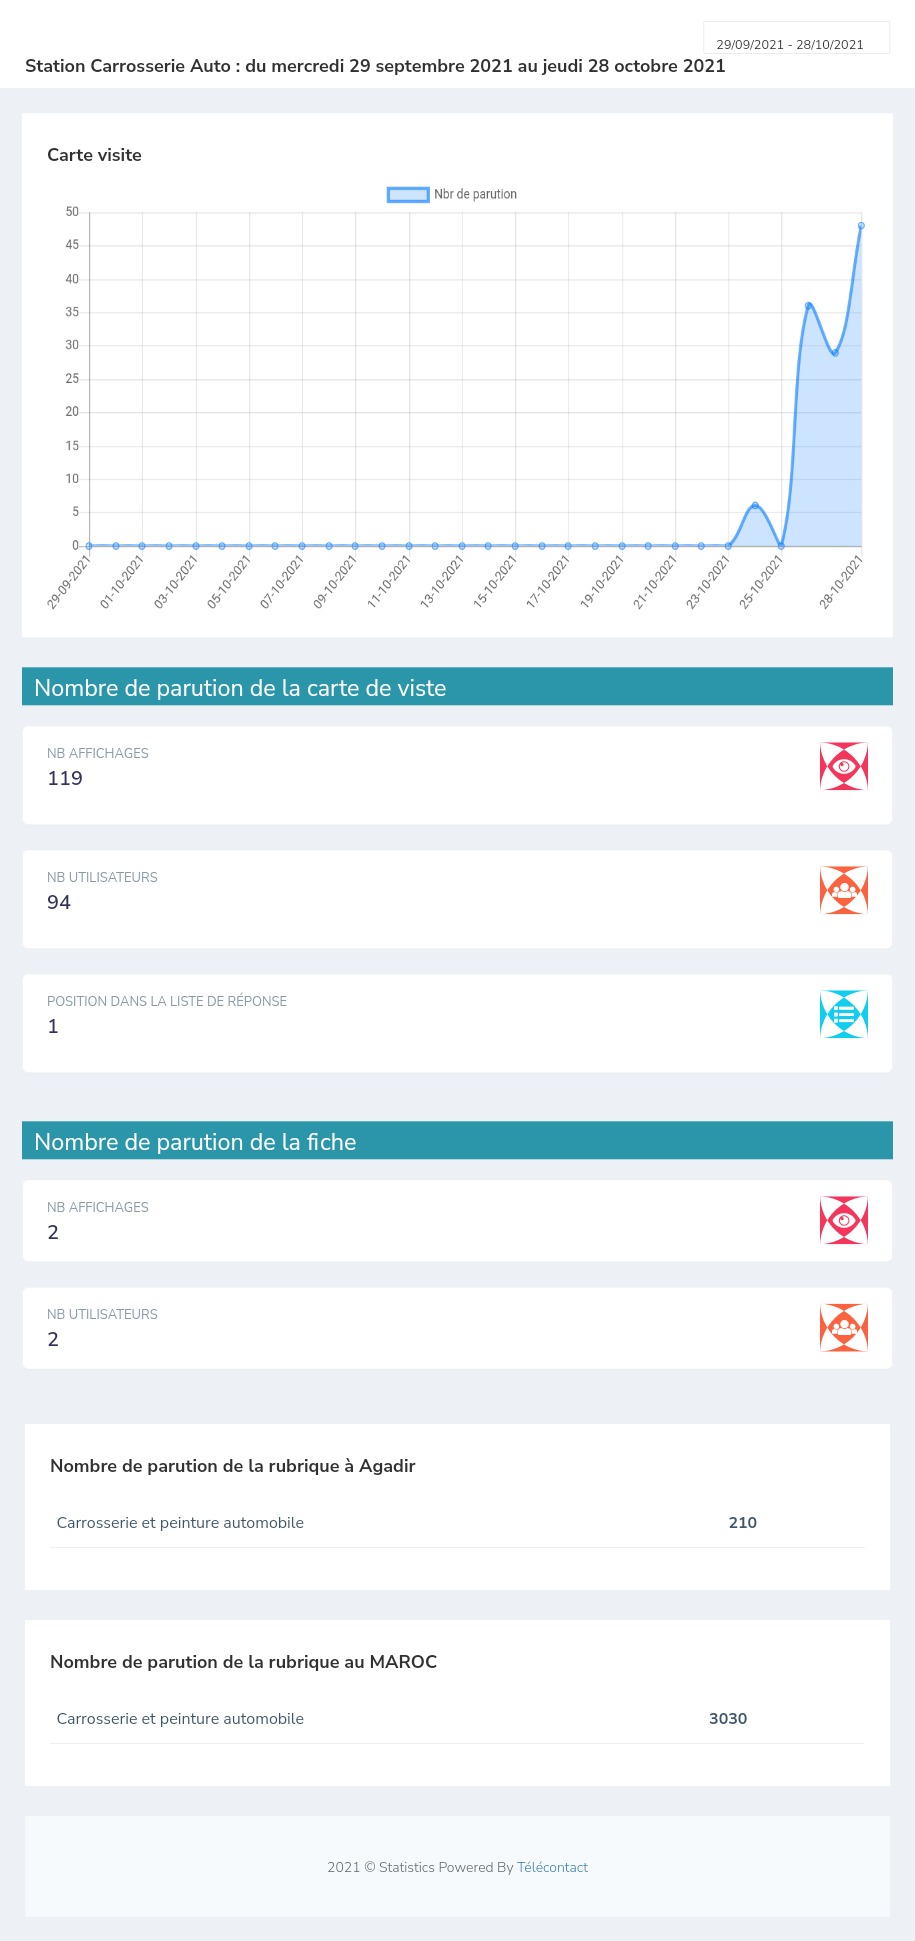 29/09/2021 - 28/10/2021
Station Carrosserie Auto : du mercredi 29 septembre 2021 au jeudi 28 octobre 2021
Carte visite
Nbr de parution
50
45
40
35
30
25
20
15
10
5
0
29-09-2021 01-10-2021 03-10-2021 05-10-2021 07-10-2021 09-10-2021 11-10-2021 13-10-2021 15-10-2021 17-10-2021 19-10-2021 21-10-2021 23-10-2021 25-10-2021 28-10-2021
Nombre de parution de la carte de viste
NB AFFICHAGES
119
NB UTILISATEURS
94
POSITION DANS LA LISTE DE RÉPONSE
1
Nombre de parution de la fiche
NB AFFICHAGES
2
NB UTILISATEURS
2
Nombre de parution de la rubrique à Agadir
Carrosserie et peinture automobile 210
Nombre de parution de la rubrique au MAROC
Carrosserie et peinture automobile 3030
2021 © Statistics Powered By Télécontact